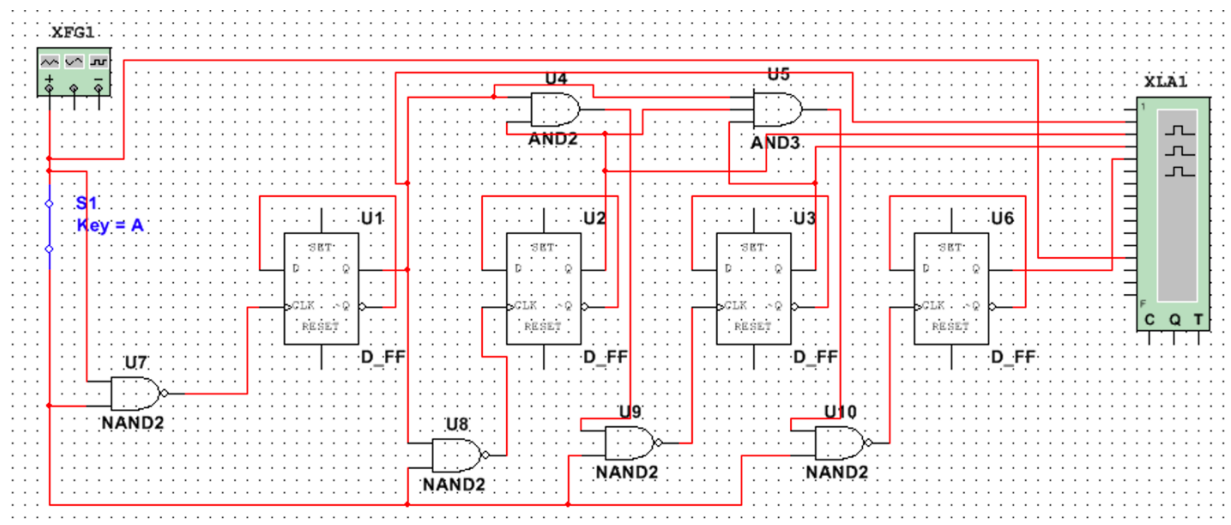 XFG1
+
−
U4
AND2
U5
AND3
XLA1
1
F
C Q T
S1
Key = A
U1
SET
D Q
CLK ~Q
RESET
D_FF
U2
SET
D Q
CLK ~Q
RESET
D_FF
U3
SET
D Q
CLK ~Q
RESET
D_FF
U6
SET
D Q
CLK ~Q
RESET
D_FF
U7
NAND2
U8
NAND2
U9
NAND2
U10
NAND2